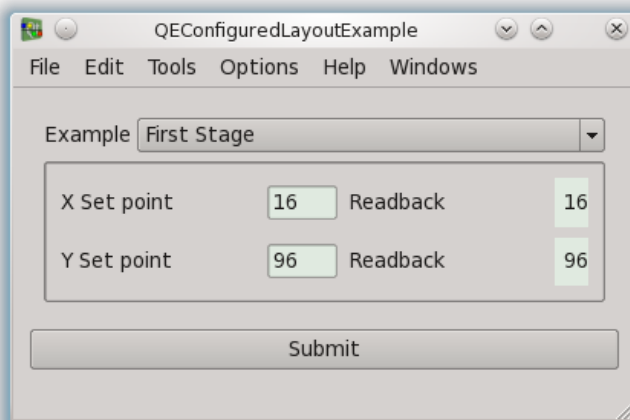 QEConfiguredLayoutExample
File Edit Tools Options Help Windows
Example First Stage
X Set point 16 Readback 16
Y Set point 96 Readback 96
Submit